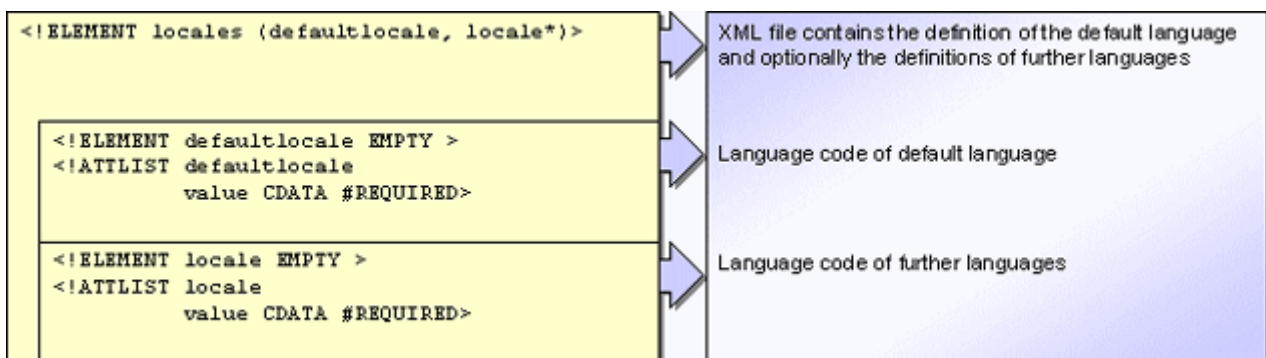 <!ELEMENT locales (defaultlocale, locale*)>
XML file contains the definition of the default language
and optionally the definitions of further languages
<!ELEMENT defaultlocale EMPTY >
<!ATTLIST defaultlocale
value CDATA #REQUIRED>
Language code of default language
<!ELEMENT locale EMPTY >
<!ATTLIST locale
value CDATA #REQUIRED>
Language code of further languages